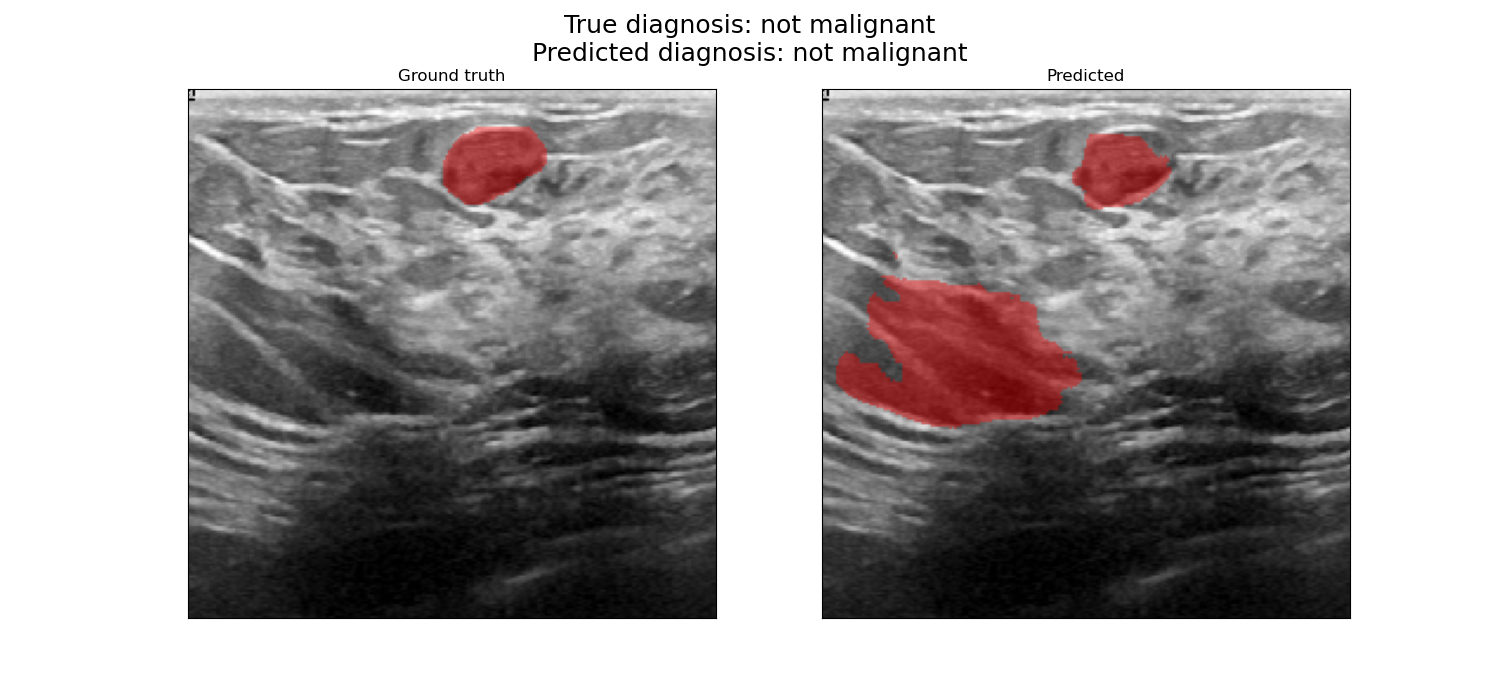 True diagnosis: not malignant
Predicted diagnosis: not malignant
Ground truth
Predicted